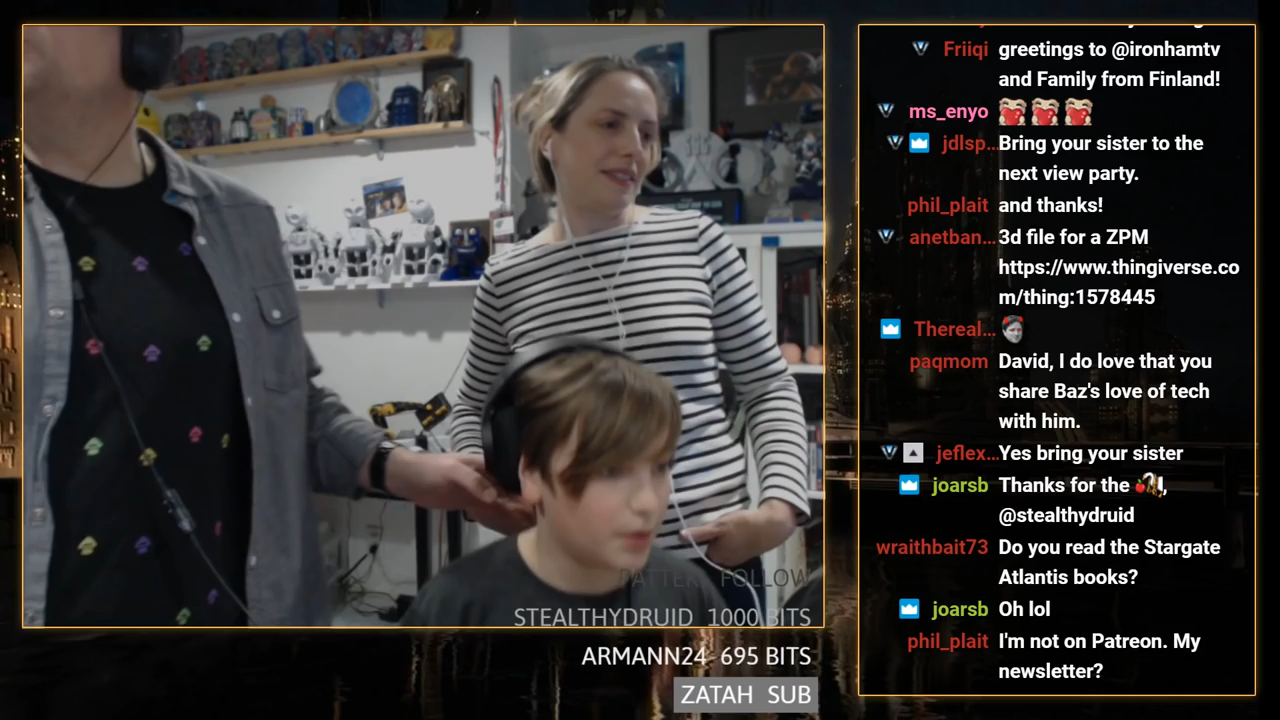 Friiqi greetings to @ironhamtv
and Family from Finland!
ms_enyo
jdlsp... Bring your sister to the
next view party.
phil_plait and thanks!
anetban... 3d file for a ZPM
https://www.thingiverse.co
m/thing:1578445
Thereal...
paqmom David, I do love that you
share Baz's love of tech
with him.
jeflex... Yes bring your sister
joarsb Thanks for the ,
@stealthydruid
wraithbait73 Do you read the Stargate
Atlantis books?
joarsb Oh lol
phil_plait I'm not on Patreon. My
newsletter?
FOLLOW
STEALTHYDRUID 1000 BITS
ARMANN24 695 BITS
ZATAH SUB